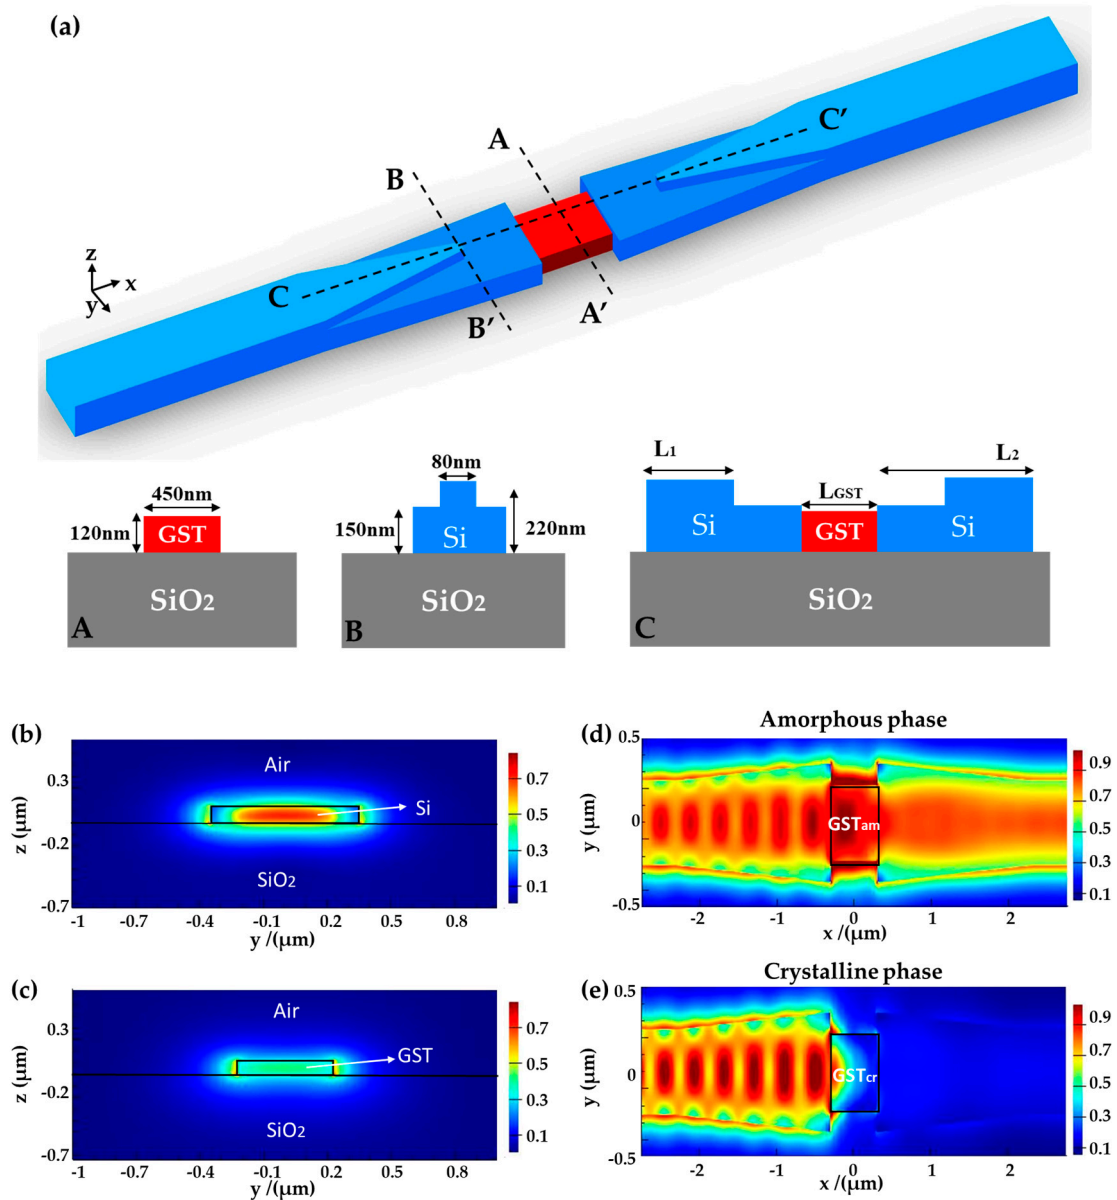 (a)
A
C'
B
C
z
x
y
B'
A'
450nm
120nm
GST
SiO2
A
80nm
150nm
Si
220nm
SiO2
B
L1
L2
LGST
Si
GST
Si
SiO2
C
(b)
0.3
-0.2
-0.7
z (μm)
Air
Si
SiO2
-1
-0.7
-0.4
-0.1
0.2
0.5
0.8
y /(μm)
0.7
0.5
0.3
0.1
(d)
Amorphous phase
0.5
0
-0.5
y (μm)
GSTam
-2
-1
0
1
2
x /(μm)
0.9
0.7
0.5
0.3
0.1
(c)
0.3
-0.2
-0.7
z (μm)
Air
GST
SiO2
-1
-0.7
-0.4
-0.1
0.2
0.5
0.8
y /(μm)
0.7
0.5
0.3
0.1
(e)
Crystalline phase
0.5
0
-0.5
y (μm)
GSTcr
-2
-1
0
1
2
x /(μm)
0.9
0.7
0.5
0.3
0.1